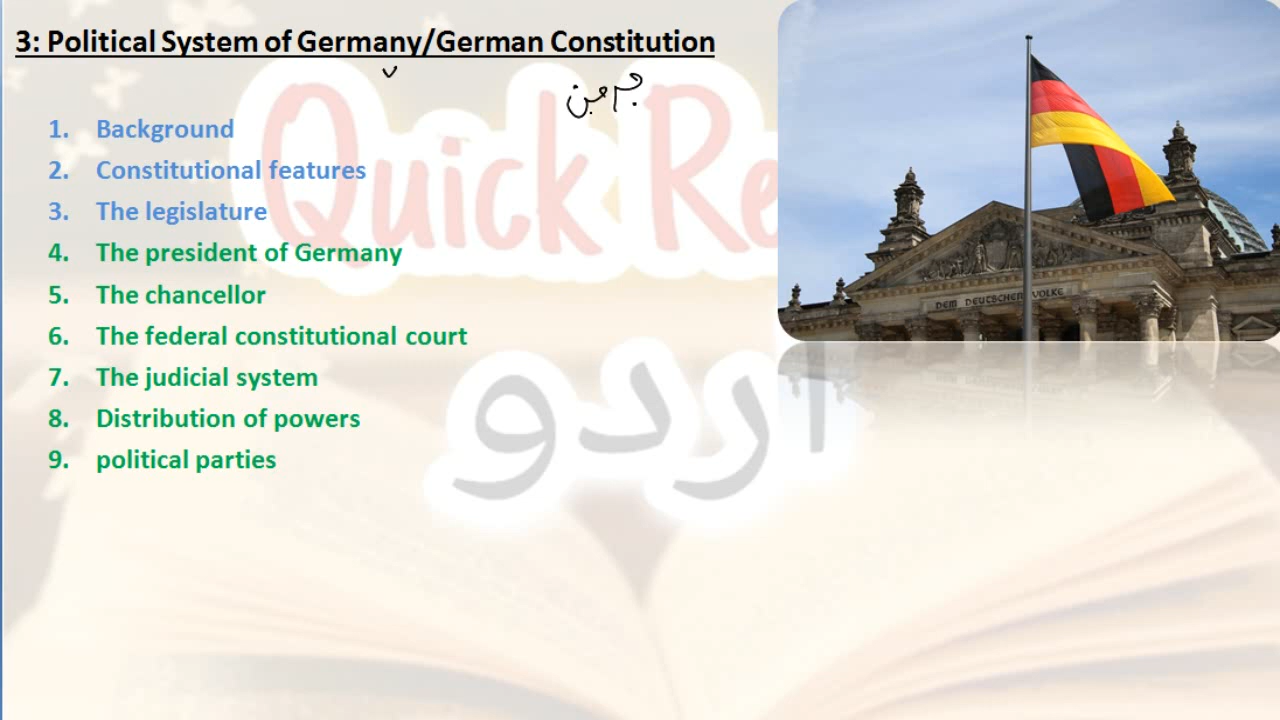 3: Political System of Germany/German Constitution
جرمن
1. Background
2. Constitutional features
3. The legislature
4. The president of Germany
5. The chancellor
6. The federal constitutional court
7. The judicial system
8. Distribution of powers
9. political parties
Quick Re
اردو
DEM DEUTSCHEN VOLKE